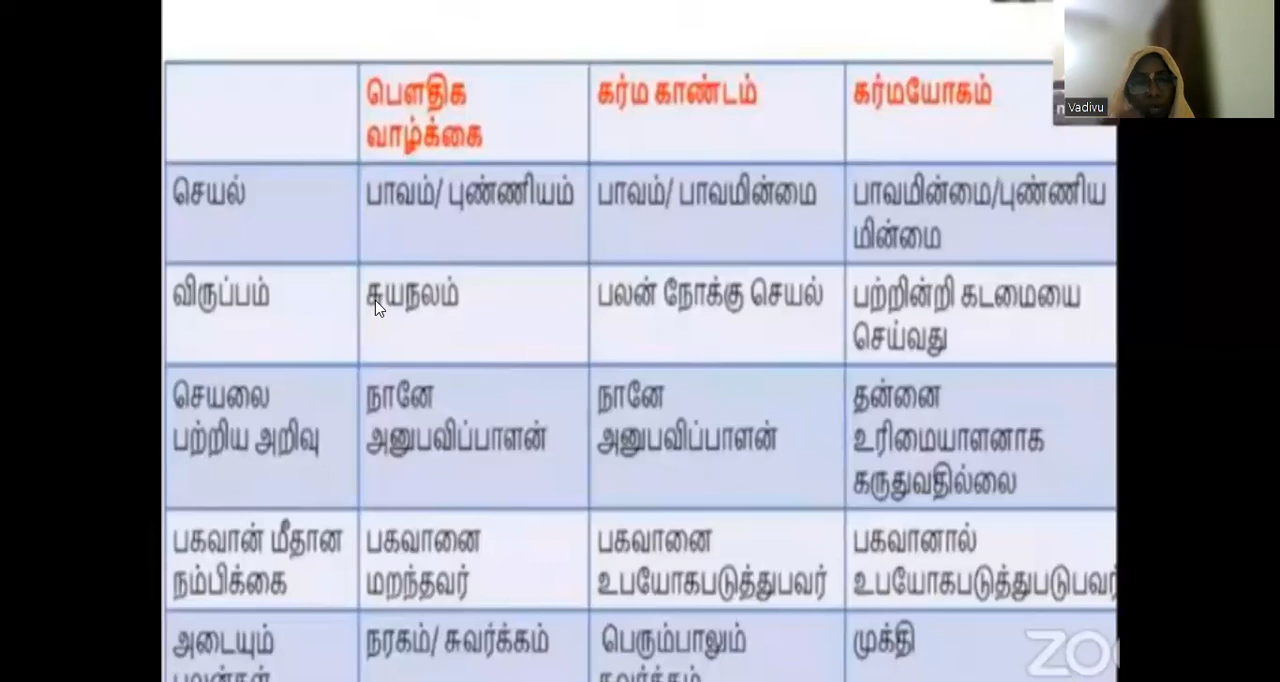 பௌதிக வாழ்க்கை
கர்ம காண்டம்
கர்மயோகம்
Vadivu
செயல்
பாவம்/ புண்ணியம்
பாவம்/ பாவமின்மை
பாவமின்மை/புண்ணிய
மின்மை
விருப்பம்
சுயநலம்
பலன் நோக்கு செயல்
பற்றின்றி கடமையை
செய்வது
செயலை
பற்றிய அறிவு
நானே
அனுபவிப்பாளன்
நானே
அனுபவிப்பாளன்
தன்னை
உரிமையாளனாக
கருதுவதில்லை
பகவான் மீதான
நம்பிக்கை
பகவானை
மறந்தவர்
பகவானை
உபயோகபடுத்துபவர்
பகவானால்
உபயோகபடுத்துபடுபவர்
அடையும்
நரகம்/ சுவர்க்கம்
பெரும்பாலும்
முக்தி